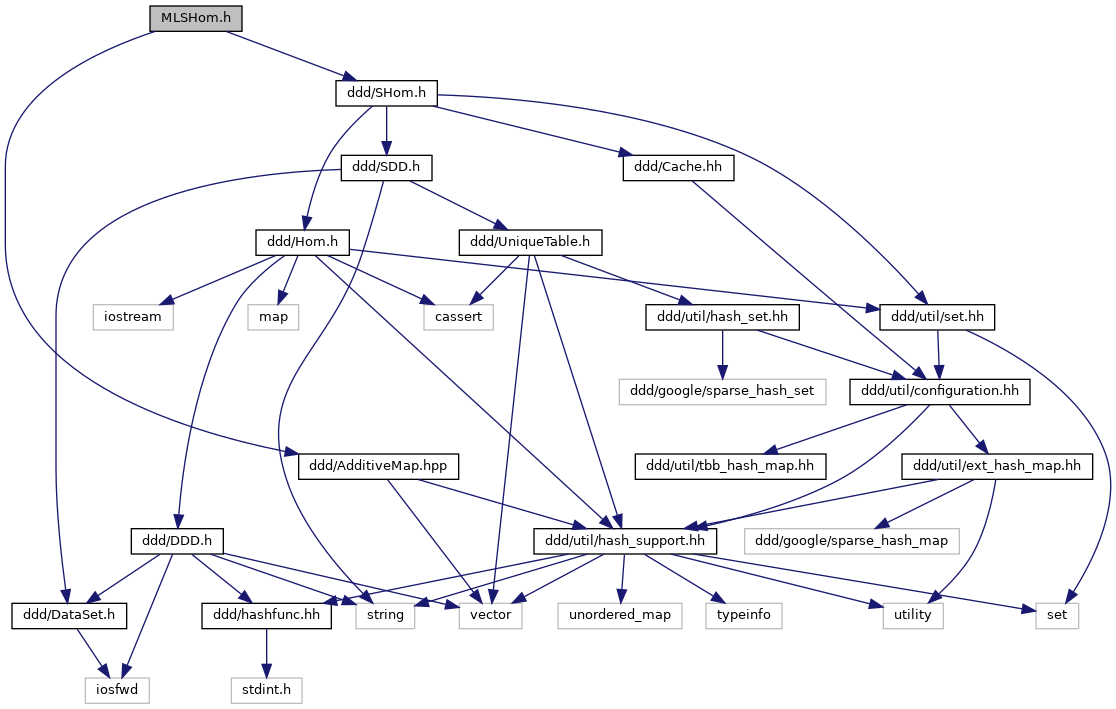 MLSHom.h
ddd/SHom.h
ddd/SDD.h
ddd/Cache.hh
ddd/Hom.h
ddd/UniqueTable.h
iostream
map
cassert
ddd/util/hash_set.hh
ddd/util/set.hh
ddd/google/sparse_hash_set
ddd/util/configuration.hh
ddd/AdditiveMap.hpp
ddd/util/tbb_hash_map.hh
ddd/util/ext_hash_map.hh
ddd/DDD.h
ddd/util/hash_support.hh
ddd/google/sparse_hash_map
ddd/DataSet.h
ddd/hashfunc.hh
string
vector
unordered_map
typeinfo
utility
set
iosfwd
stdint.h